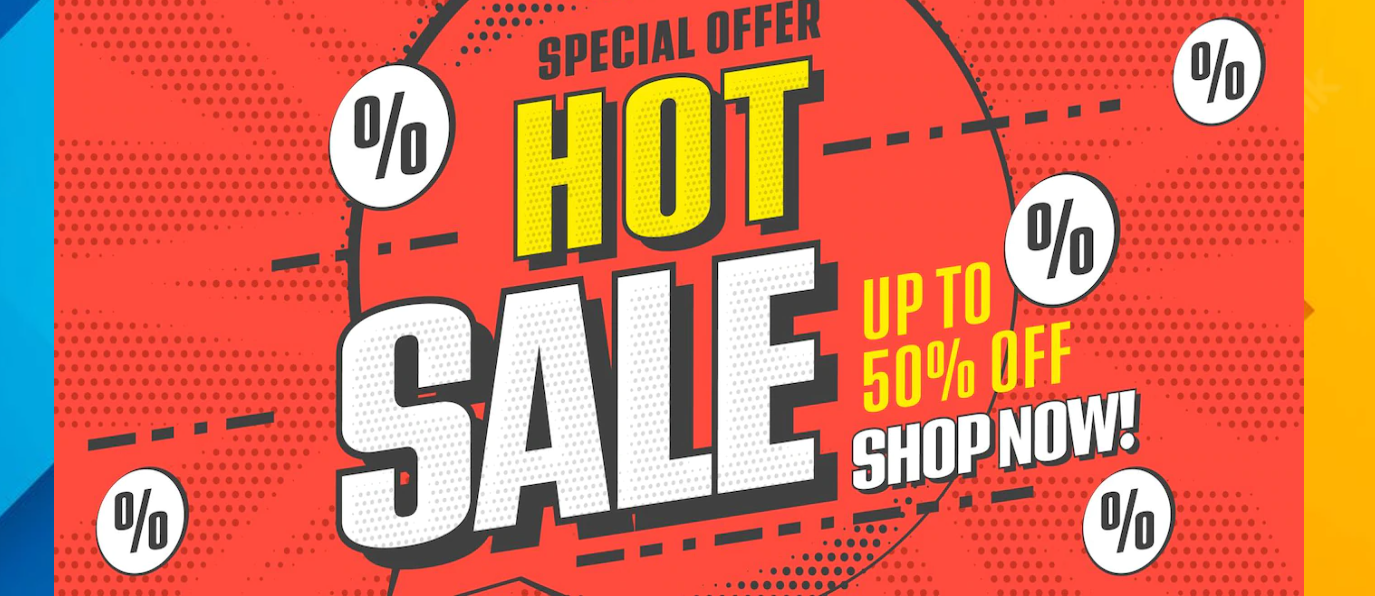 SPECIAL OFFER
HOT
SALE
UP TO
50% OFF
SHOP NOW!
%
%
%
%
%